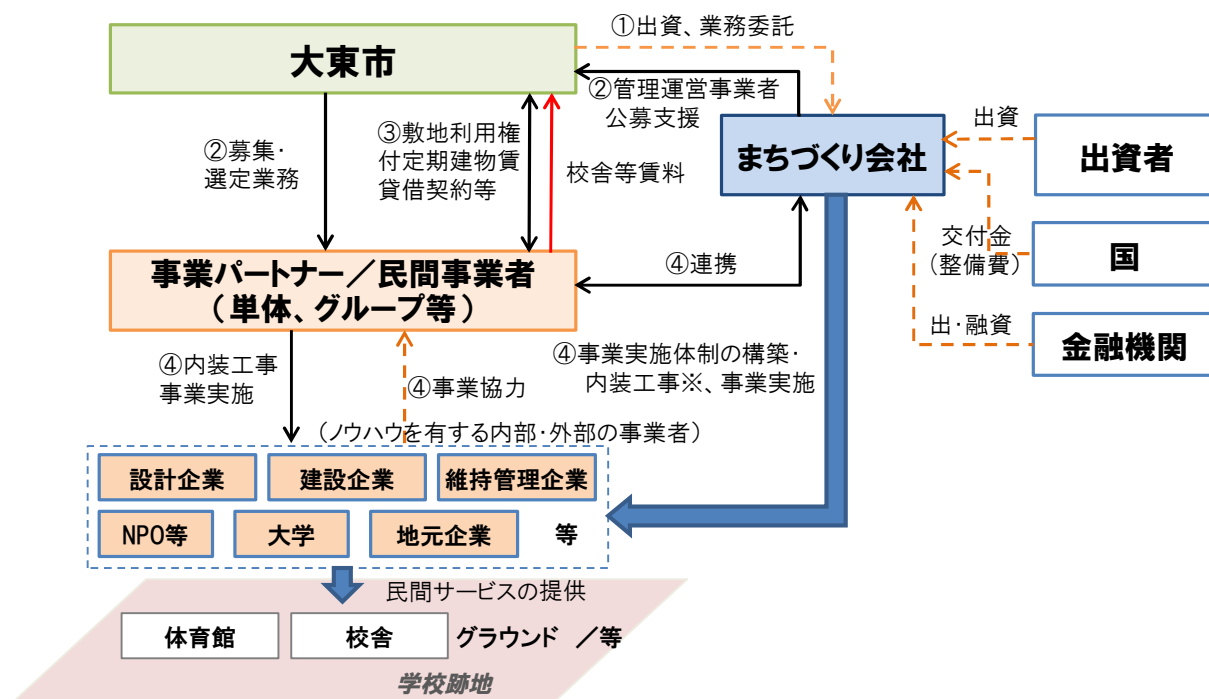 ①出資、業務委託
大東市
②管理運営事業者
公募支援
出資
まちづくり会社
出資者
②募集・
選定業務
③敷地利用権
付定期建物賃
貸借契約等
校舎等賃料
交付金
（整備費）
国
事業パートナー／民間事業者
（単体、グループ等）
④連携
出・融資
金融機関
④内装工事
事業実施
④事業協力
④事業実施体制の構築・
内装工事※、事業実施
（ノウハウを有する内部・外部の事業者）
設計企業
建設企業
維持管理企業
NPO等
大学
地元企業
等
民間サービスの提供
体育館
校舎
グラウンド ／等
学校跡地